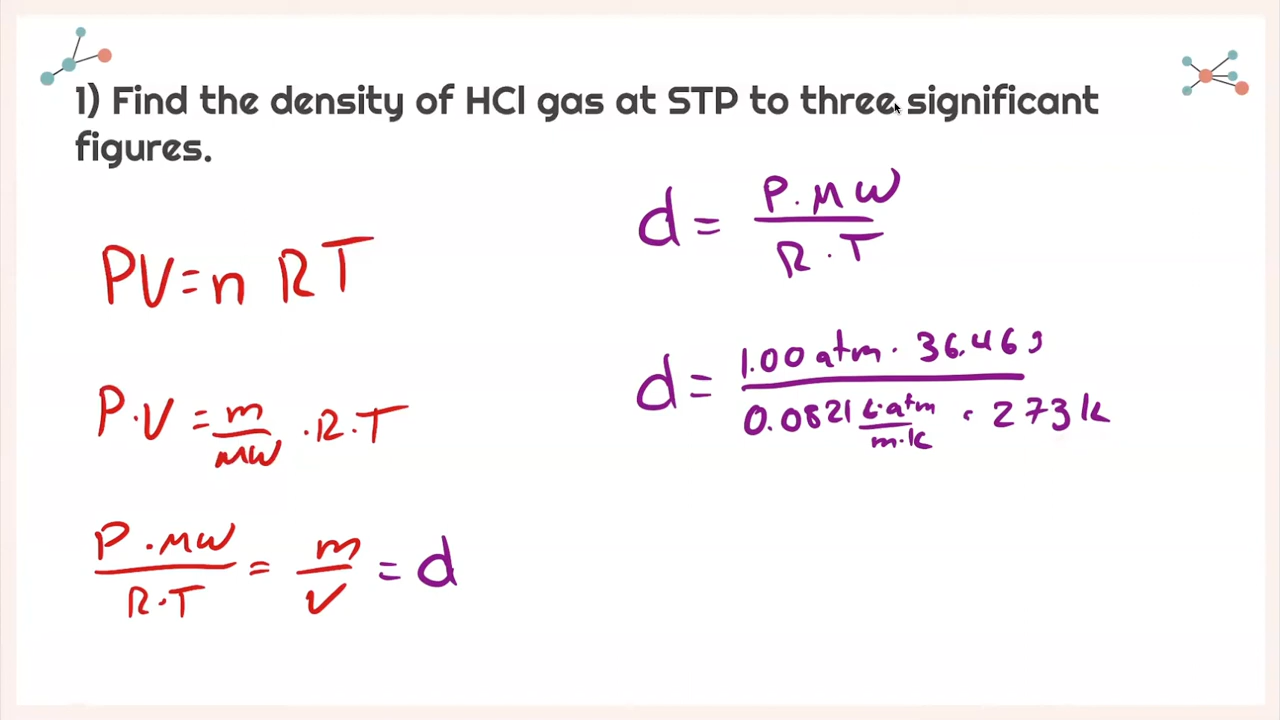 1) Find the density of HCl gas at STP to three significant
figures.
PV = n RT
P·V = m/MW · R·T
P·MW/R·T = m/V = d
d = P·MW/R·T
d = 1.00 atm · 36.46 g/0.0821 L·atm/m·k · 273 k